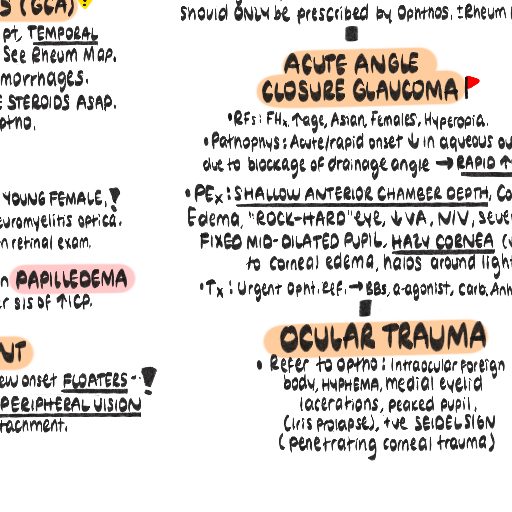 S (GCA)
pt, TEMPORAL
See Rheum Map.
morrhages.
E STEROIDS ASAP.
YOUNG FEMALE,
euromyelitis optica.
n retinal exam.
n PAPILLEDEMA
er sis of ↑ICP.
NT
ew onset FLOATERS
PERIPHERAL VISION
tachment.
should ONLY be prescribed by Ophthos, ±Rheum
ACUTE ANGLE
CLOSURE GLAUCOMA
•RFs: FHx, ↑age, Asian, Females, Hyperopia.
•Pathophys: Acute/rapid onset ↓ in aqueous ou
due to blockage of drainage angle → RAPID ↑
•PEx: SHALLOW ANTERIOR CHAMBER DEPTH, Co
Edema, "ROCK-HARD" eye, ↓VA, N/V, seve
FIXED MID-DILATED PUPIL, HAZY CORNEA (
to corneal edema, halos around light
•Tx: Urgent Opht. Ref. → BBs, a-agonist, carb. Anh
OCULAR TRAUMA
• Refer to optho: Intraocular foreign
body, HYPHEMA, medial eyelid
lacerations, peaked pupil,
(iris prolapse), +ve SEIDEL SIGN
(penetrating corneal trauma)